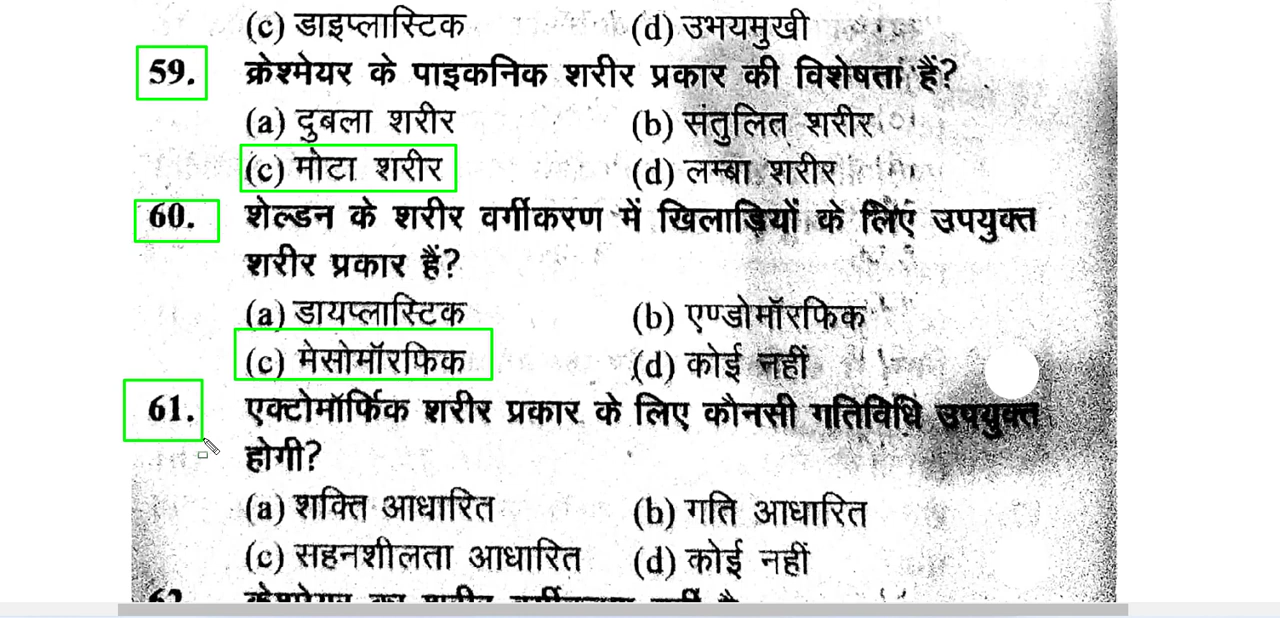 (c) डाइप्लास्टिक (d) उभयमुखी
59. क्रेश्मेयर के पाइकनिक शरीर प्रकार की विशेषता हैं?
(a) दुबला शरीर (b) संतुलित शरीर
(c) मोटा शरीर (d) लम्बा शरीर
60. शेल्डन के शरीर वर्गीकरण में खिलाड़ियों के लिए उपयुक्त
शरीर प्रकार हैं?
(a) डायप्लास्टिक (b) एण्डोमॉरफिक
(c) मेसोमॉरफिक (d) कोई नहीं
61. एक्टोमॉर्फिक शरीर प्रकार के लिए कौनसी गतिविधि उपयुक्त
होगी?
(a) शक्ति आधारित (b) गति आधारित
(c) सहनशीलता आधारित (d) कोई नहीं